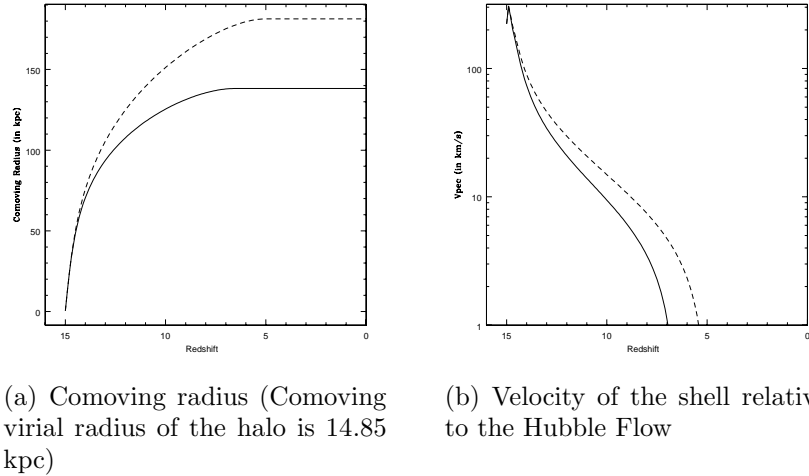 Comoving Radius (in kpc)
150
100
50
0
15
10
5
0
Redshift
Vpec (in km/s)
100
10
1
15
10
5
0
Redshift
(a) Comoving radius (Comoving
virial radius of the halo is 14.85
kpc)
(b) Velocity of the shell relativ
to the Hubble Flow